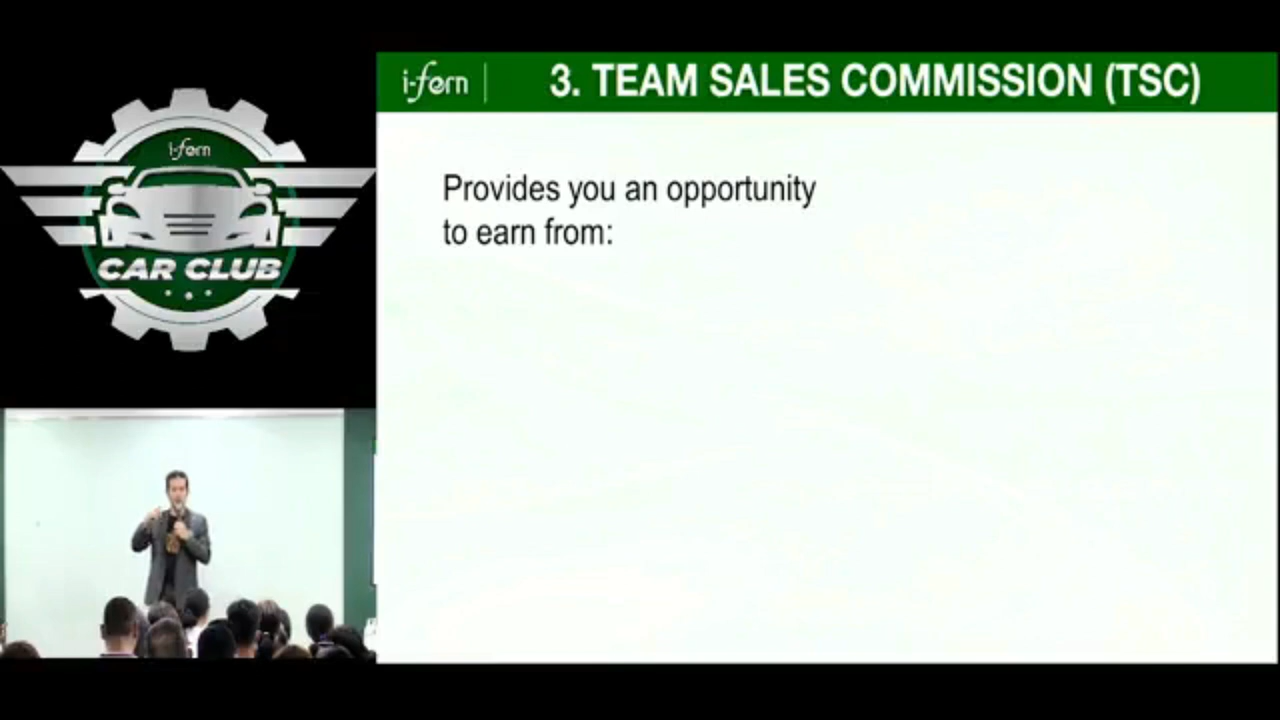 i-fern
CAR CLUB
i-fern
3. TEAM SALES COMMISSION (TSC)
Provides you an opportunity
to earn from: